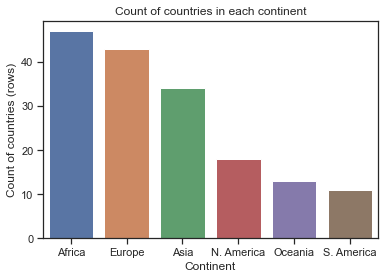 Count of countries in each continent
Count of countries (rows)
40
30
20
10
0
Africa Europe Asia N. America Oceania S. America
Continent